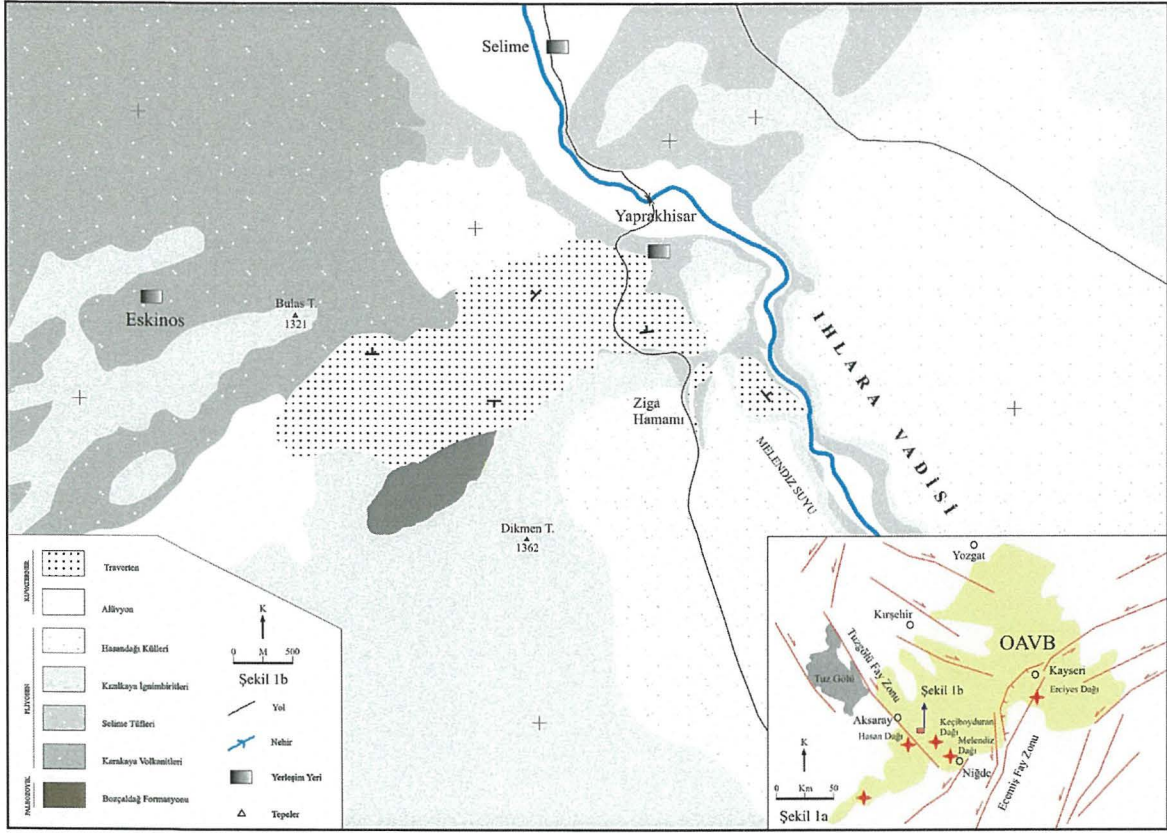 Selime
Yaprakhisar
Eskinos
Bulas T.
1321
Ziga
Hamamı
IHLARA VADİSİ
MELENDİZ SUYU
Dikmen T.
1362
KUVATERNER
Traverten
Alüvyon
PLİYOSEN
Hasandağı Külleri
Kızılkaya İgnimbiritleri
Selime Tüfleri
Karakaya Volkanitleri
PALEOZOYİK
Bozçaldağ Formasyonu
K
0 M 500
Şekil 1b
Yol
Nehir
Yerleşim Yeri
Tepeler
Yozgat
Kırşehir
OAVB
Tuzgölü Fay Zonu
Kayseri
Erciyes Dağı
Tuz Gölü
Şekil 1b
Aksaray
Keçiboyduran
Dağı
Hasan Dağı
Melendiz
Dağı
Niğde
Ecemiş Fay Zonu
K
0 Km 50
Şekil 1a